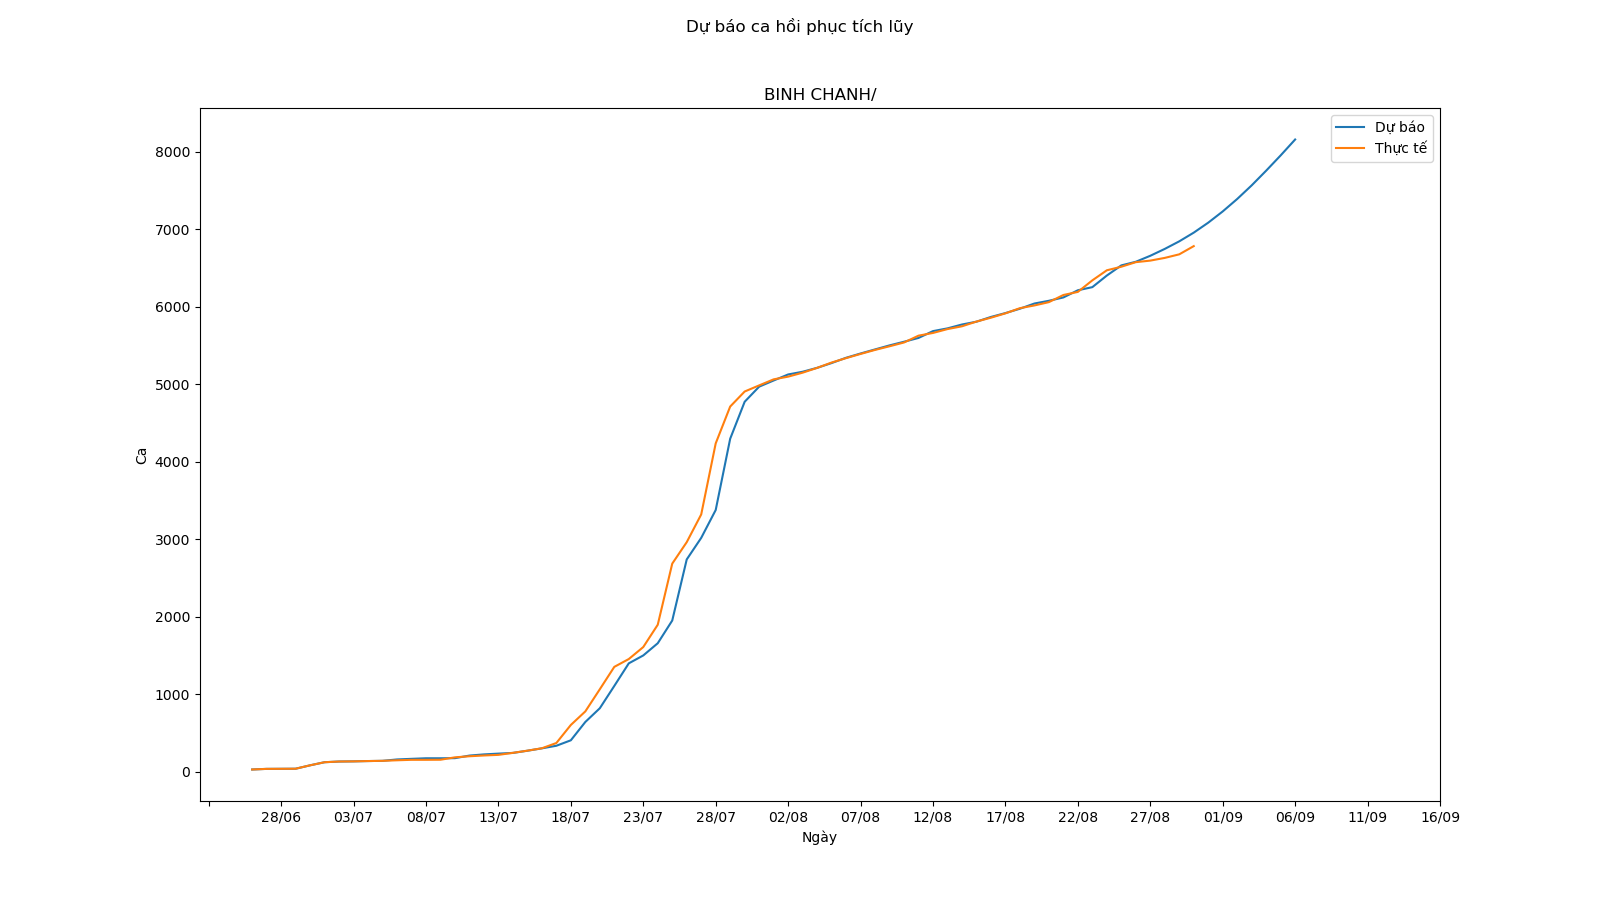 Dự báo ca hồi phục tích lũy
BINH CHANH/
Dự báo
Thực tế
8000
7000
6000
5000
4000
3000
2000
1000
0
Ca
28/06 03/07 08/07 13/07 18/07 23/07 28/07 02/08 07/08 12/08 17/08 22/08 27/08 01/09 06/09 11/09 16/09
Ngày